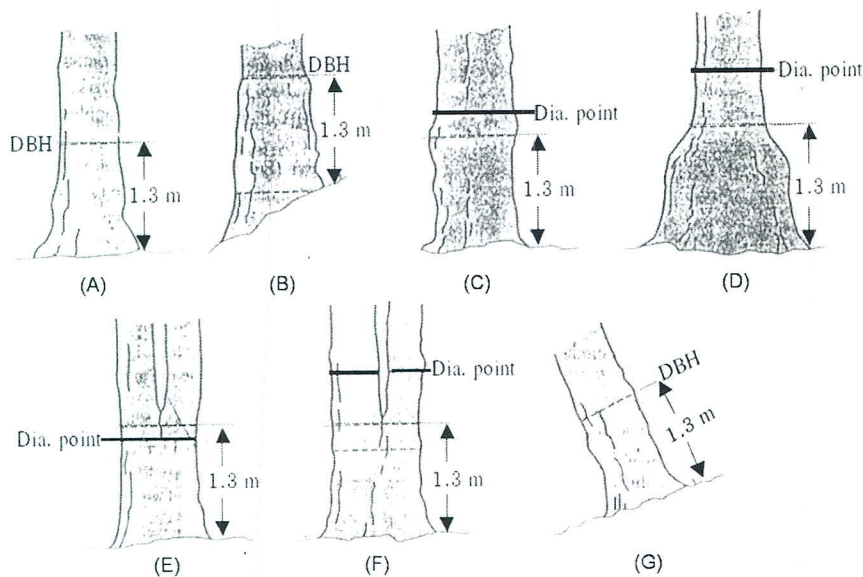 DBH
1.3 m
(A)
DBH
1.3 m
(B)
Dia. point
1.3 m
(C)
Dia. point
1.3 m
(D)
Dia. point
1.3 m
(E)
Dia. point
1.3 m
(F)
DBH
1.3 m
(G)